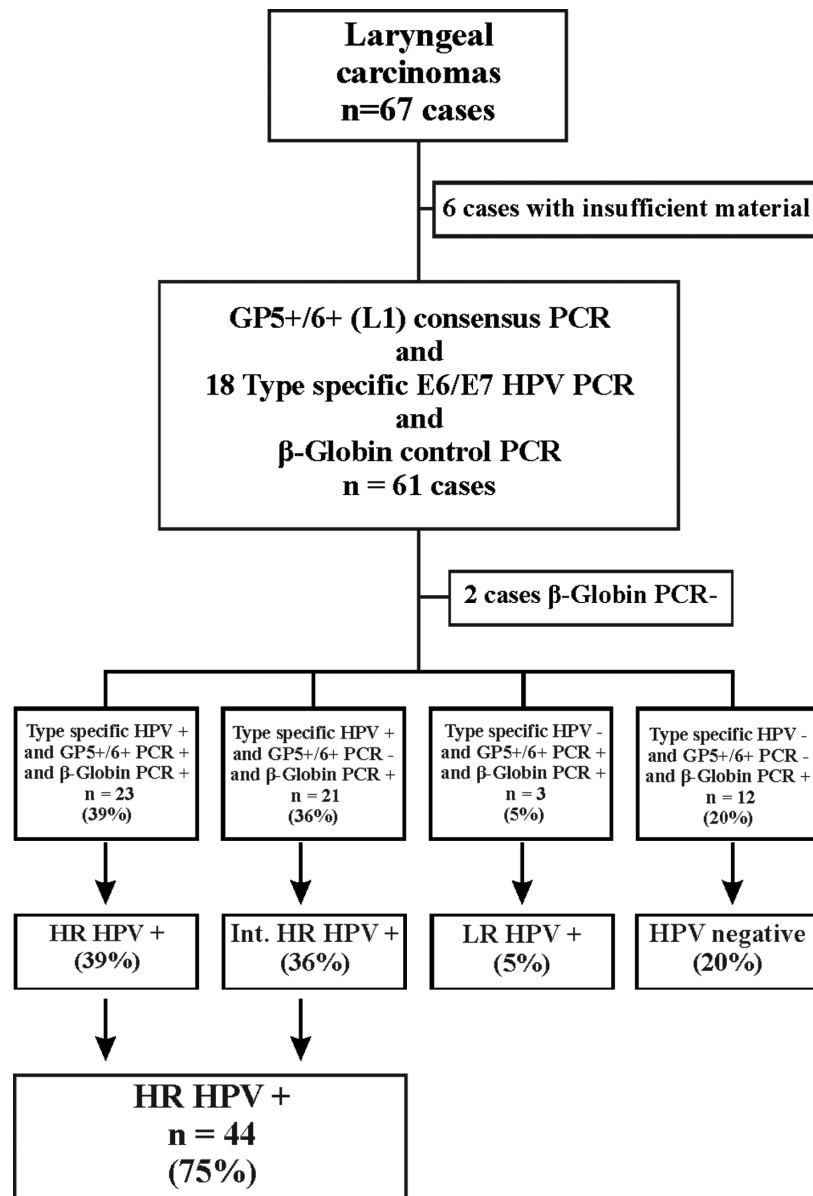 Laryngeal
carcinomas
n=67 cases
6 cases with insufficient material
GP5+/6+ (L1) consensus PCR
and
18 Type specific E6/E7 HPV PCR
and
β-Globin control PCR
n = 61 cases
2 cases β-Globin PCR-
Type specific HPV +
and GP5+/6+ PCR +
and β-Globin PCR +
n = 23
(39%)
Type specific HPV +
and GP5+/6+ PCR -
and β-Globin PCR +
n = 21
(36%)
Type specific HPV -
and GP5+/6+ PCR +
and β-Globin PCR +
n = 3
(5%)
Type specific HPV -
and GP5+/6+ PCR -
and β-Globin PCR +
n = 12
(20%)
HR HPV +
(39%)
Int. HR HPV +
(36%)
LR HPV +
(5%)
HPV negative
(20%)
HR HPV +
n = 44
(75%)